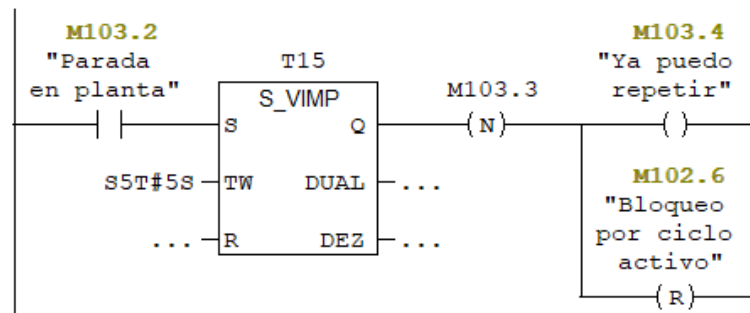 M103.2
"Parada
en planta"
T15
S_VIMP
S
Q
S5T#5S
TW
DUAL
...
...
R
DEZ
...
M103.3
(N)
M103.4
"Ya puedo
repetir"
( )
M102.6
"Bloqueo
por ciclo
activo"
(R)